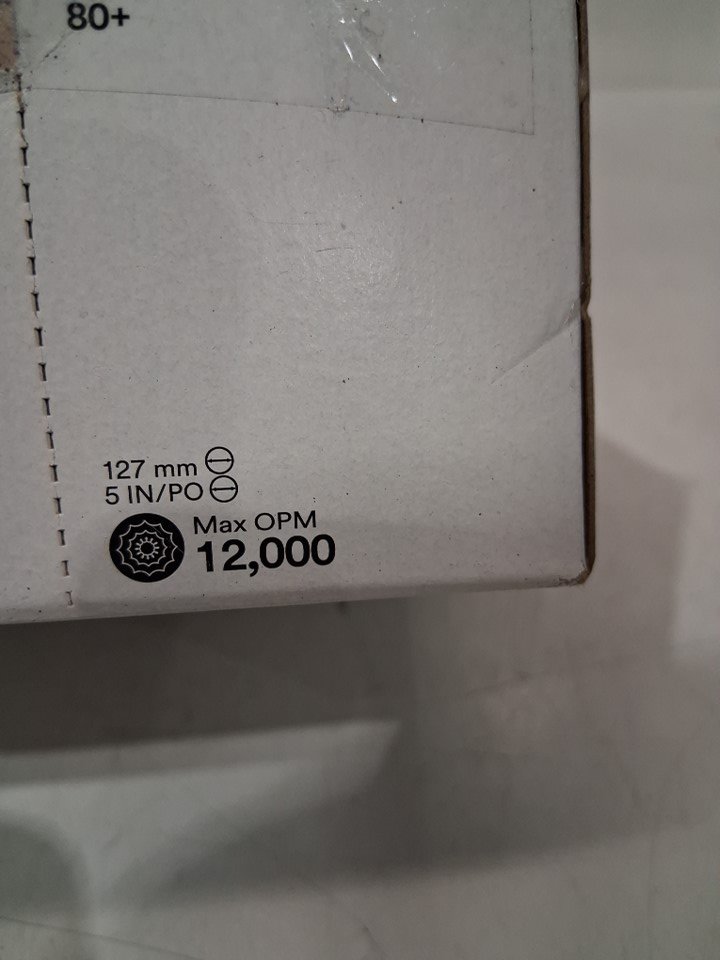 80+
127 mm
5 IN/PO
Max OPM
12,000